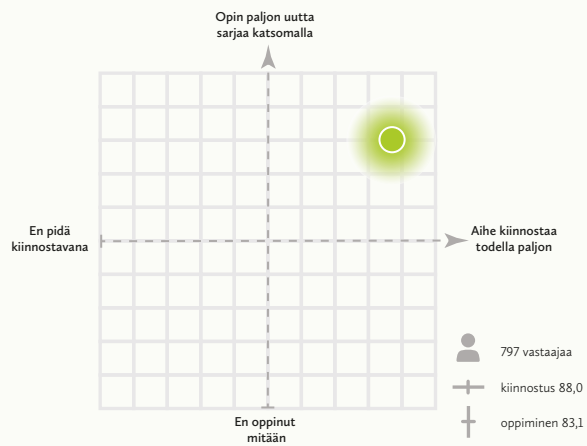 Opin paljon uutta
sarjaa katsomalla
En pidä
kiinnostavana
Aihe kiinnostaa
todella paljon
En oppinut
mitään
797 vastaajaa
kiinnostus 88,0
oppiminen 83,1